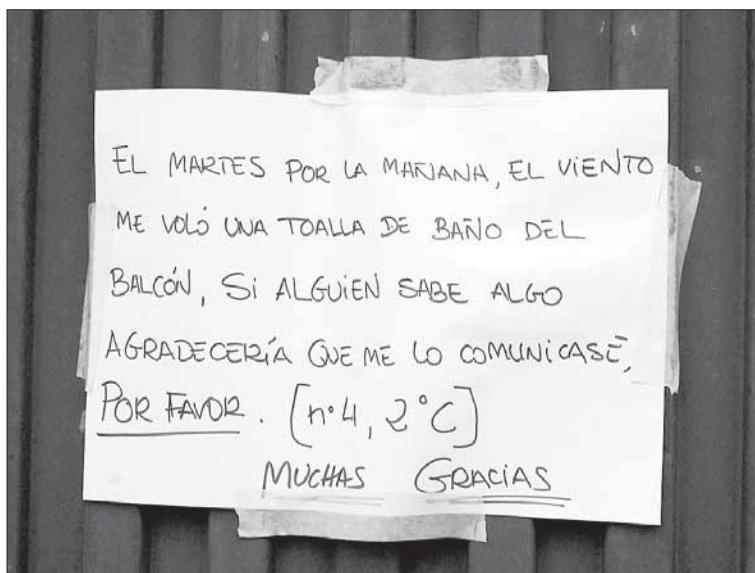 EL MARTES POR LA MAÑANA, EL VIENTO
ME VOLÓ UNA TOALLA DE BAÑO DEL
BALCÓN, SI ALGUIEN SABE ALGO
AGRADECERÍA QUE ME LO COMUNICASE,
POR FAVOR. [nº4, 2°C]
MUCHAS GRACIAS